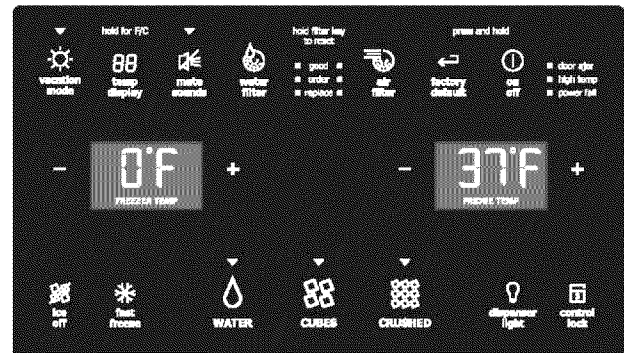 hold for F/C
hold filter key
to reset
press and hold
vacation
mode
88
temp
display
mute
sounds
water
filter
good
order
replace
air
filter
factory
default
on
off
door ajar
high temp
power fail
- 0°F +
FREEZER TEMP
- 37°F +
FRIDGE TEMP
ice
off
fast
freeze
WATER
CUBES
CRUSHED
dispenser
light
control
lock